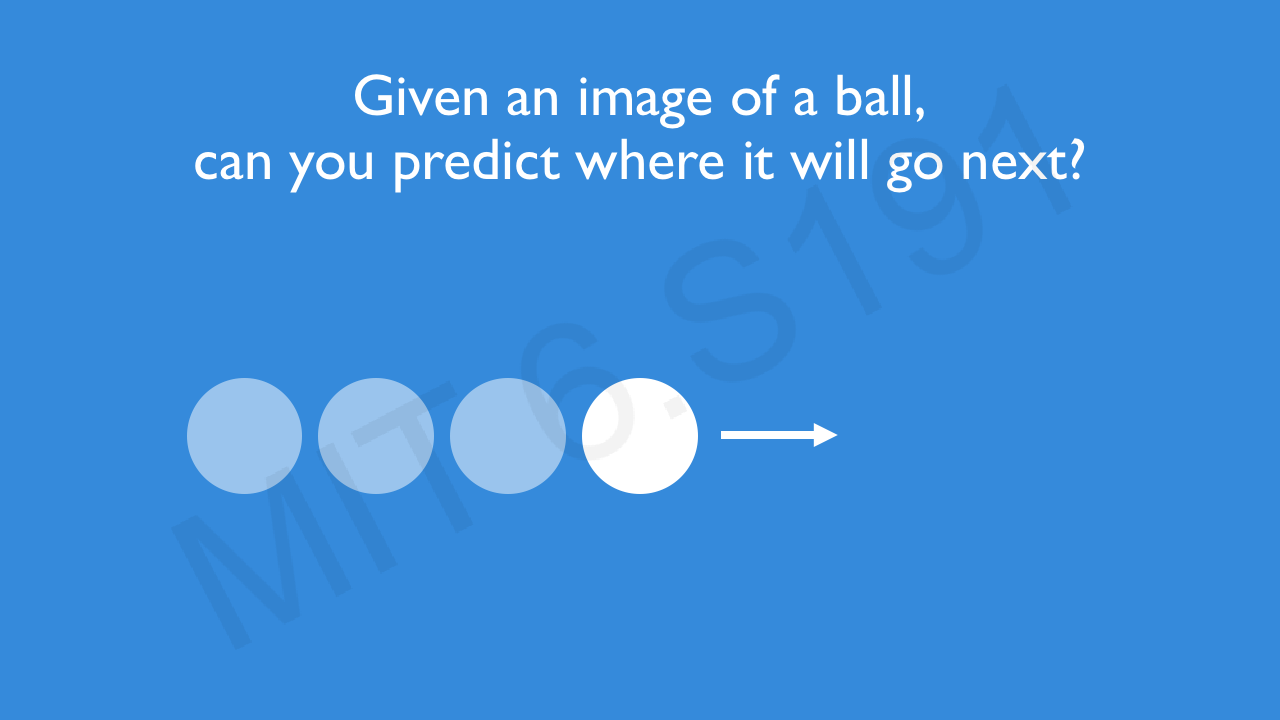 Given an image of a ball,
can you predict where it will go next?
MIT 6.S191